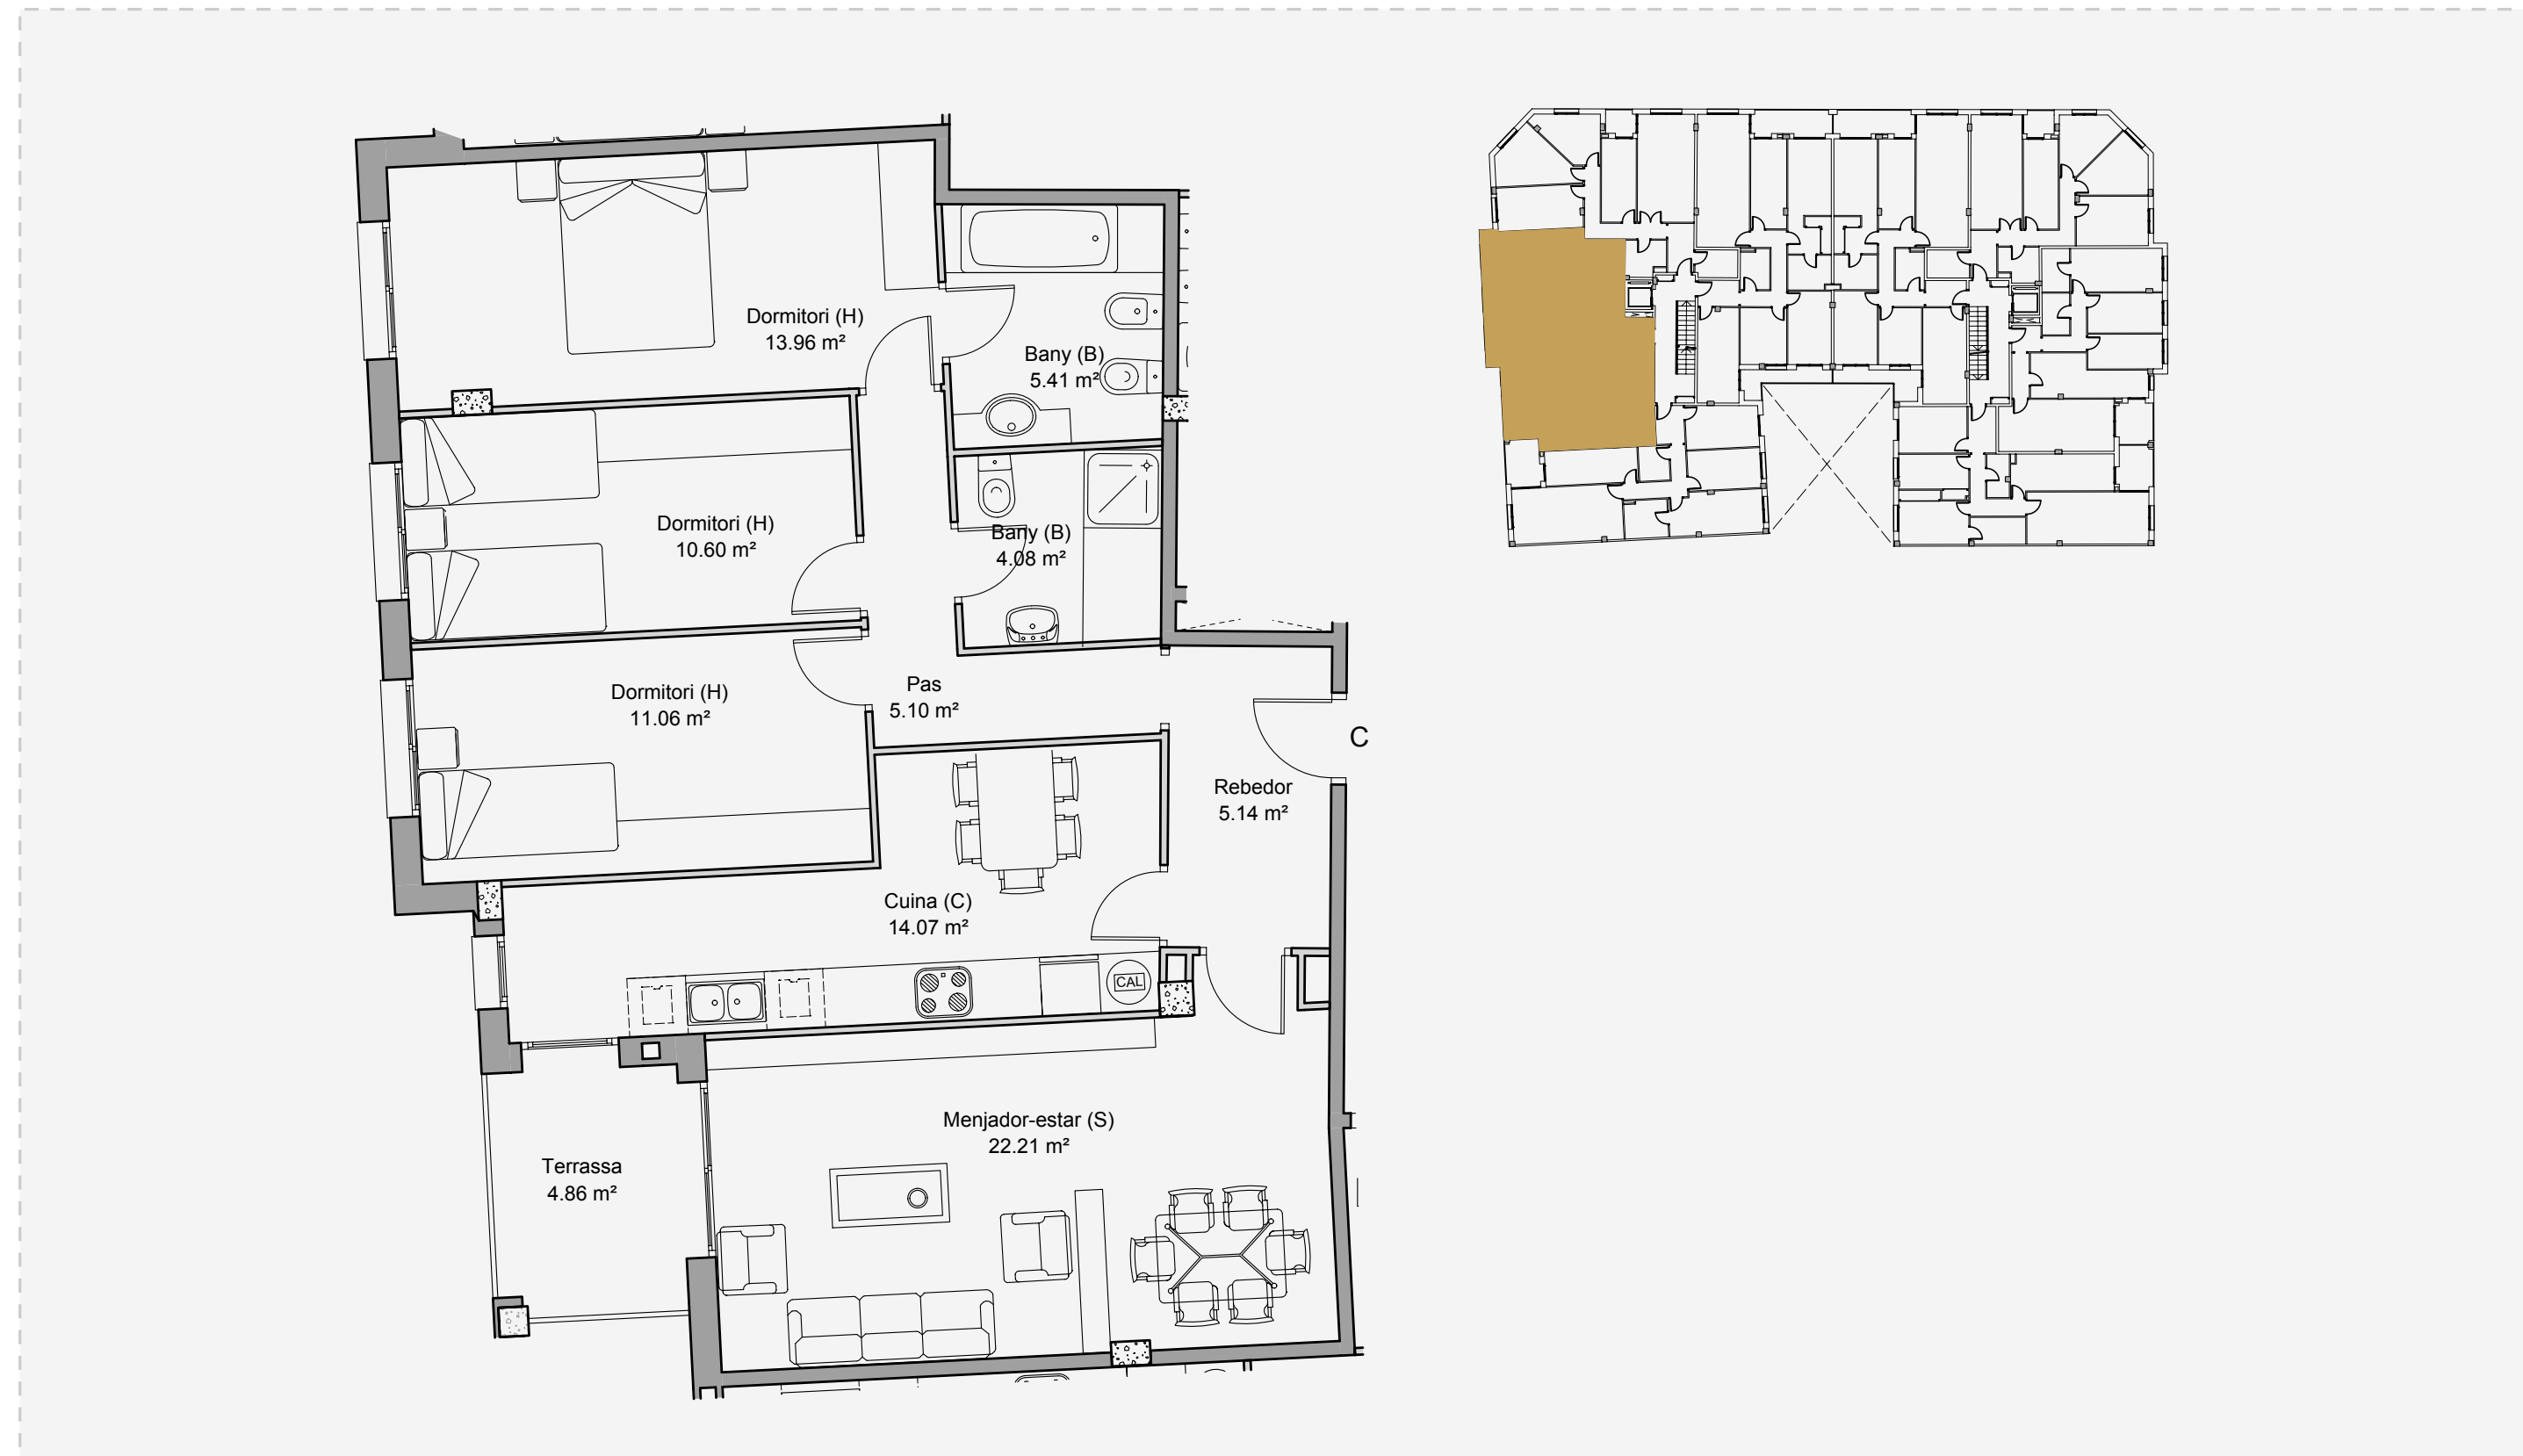 Dormitori (H)
13.96 m²
Bany (B)
5.41 m²
Dormitori (H)
10.60 m²
Bany (B)
4.08 m²
Dormitori (H)
11.06 m²
Pas
5.10 m²
C
Rebedor
5.14 m²
Cuina (C)
14.07 m²
CAL
Menjador-estar (S)
22.21 m²
Terrassa
4.86 m²